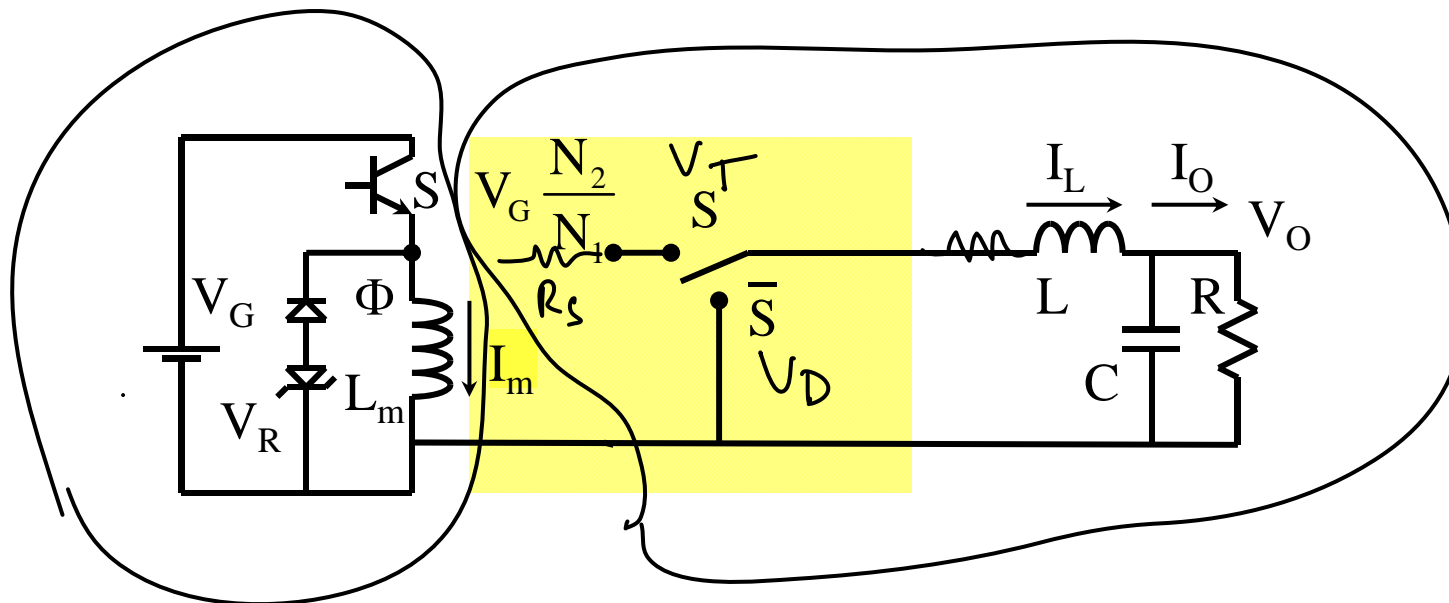 V_G
S
Φ
V_R
L_m
I_m
V_G N_2 / N_1
V_T
S
R_S
S̅
V_D
I_L
I_O
V_O
L
R
C